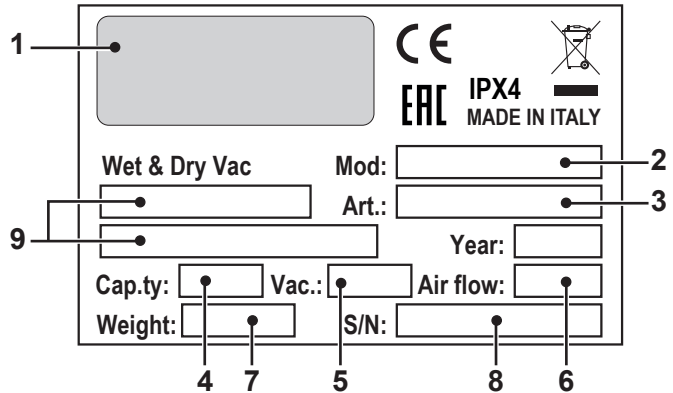 1
CE
EAC IPX4
MADE IN ITALY
Wet & Dry Vac Mod: 2
Art.: 3
9
Year:
Cap.ty: Vac.: Air flow:
Weight: S/N:
4 7 5 8 6